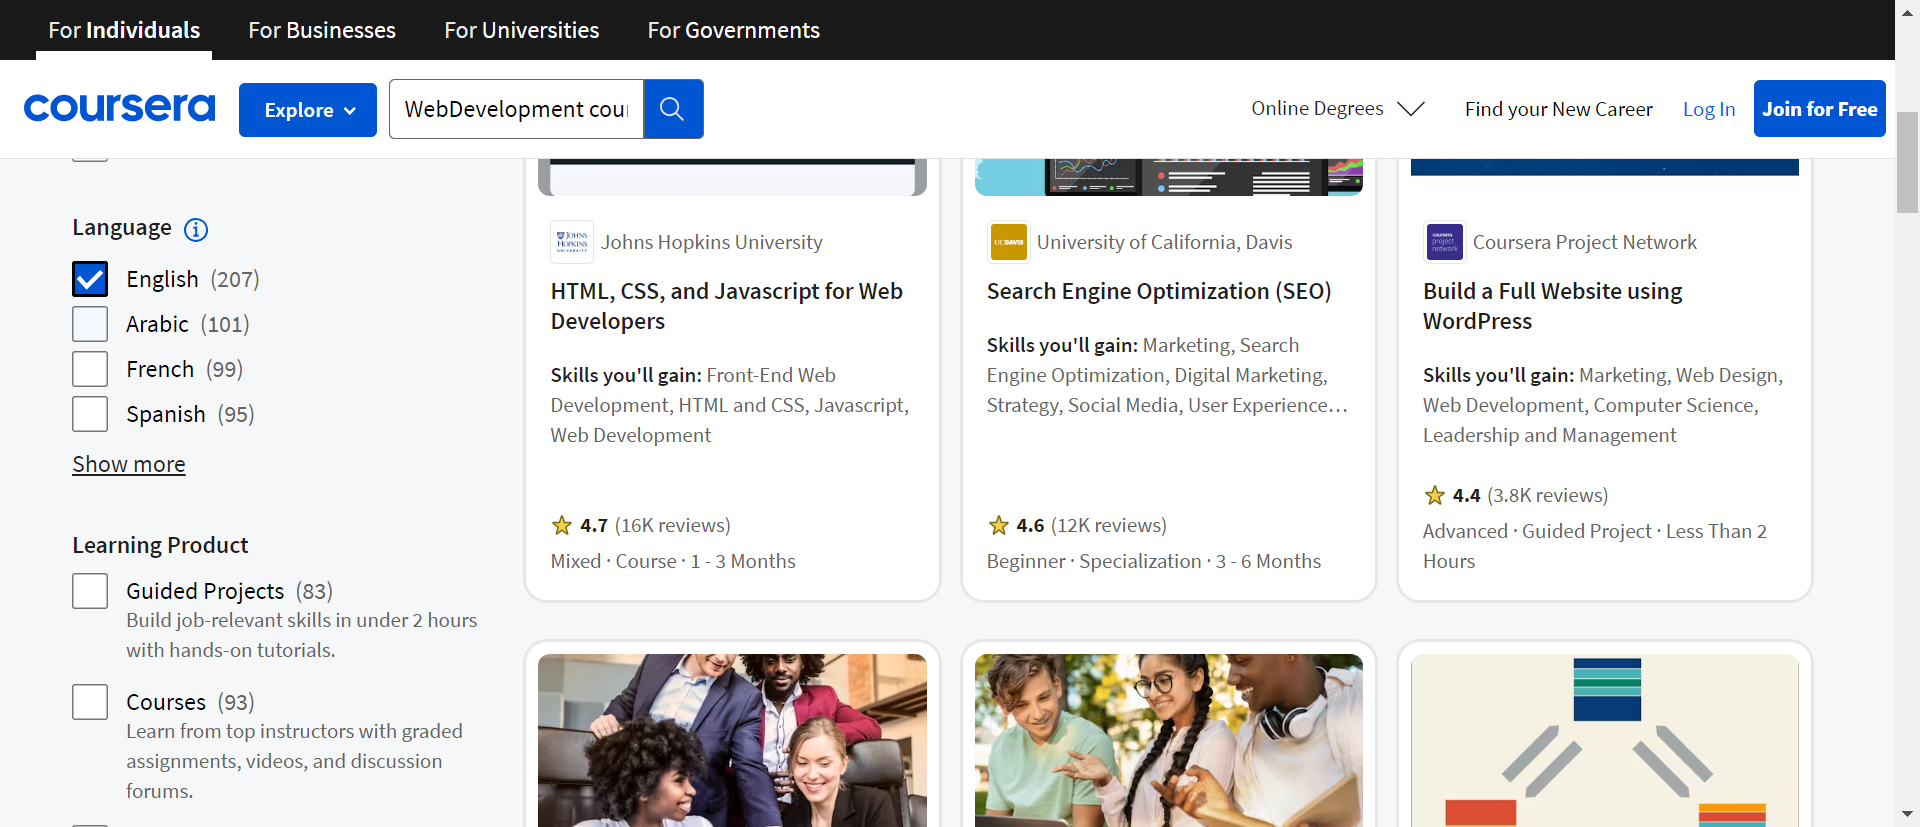 For Individuals
For Businesses
For Universities
For Governments
coursera
Explore
WebDevelopment cour
Online Degrees
Find your New Career
Log In
Join for Free
Language
English (207)
Arabic (101)
French (99)
Spanish (95)
Show more
Learning Product
Guided Projects (83)
Build job-relevant skills in under 2 hours
with hands-on tutorials.
Courses (93)
Learn from top instructors with graded
assignments, videos, and discussion
forums.
JOHNS
HOPKINS
UNIVERSITY
Johns Hopkins University
HTML, CSS, and Javascript for Web
Developers
Skills you'll gain: Front-End Web
Development, HTML and CSS, Javascript,
Web Development
4.7 (16K reviews)
Mixed · Course · 1 - 3 Months
UCDAVIS
University of California, Davis
Search Engine Optimization (SEO)
Skills you'll gain: Marketing, Search
Engine Optimization, Digital Marketing,
Strategy, Social Media, User Experience…
4.6 (12K reviews)
Beginner · Specialization · 3 - 6 Months
coursera
project
network
Coursera Project Network
Build a Full Website using
WordPress
Skills you'll gain: Marketing, Web Design,
Web Development, Computer Science,
Leadership and Management
4.4 (3.8K reviews)
Advanced · Guided Project · Less Than 2
Hours